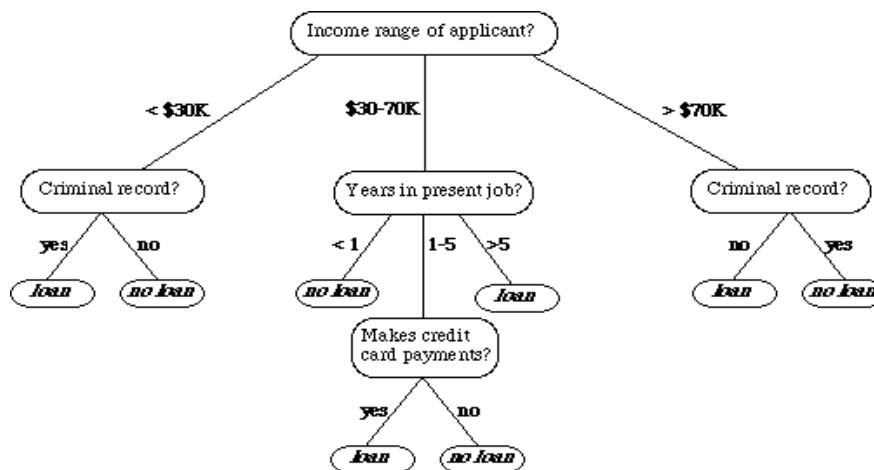 Income range of applicant?
< $30K
$30-70K
> $70K
Criminal record?
Years in present job?
Criminal record?
yes
no
< 1
1-5
>5
no
yes
loan
no loan
no loan
loan
loan
no loan
Makes credit
card payments?
yes
no
loan
no loan